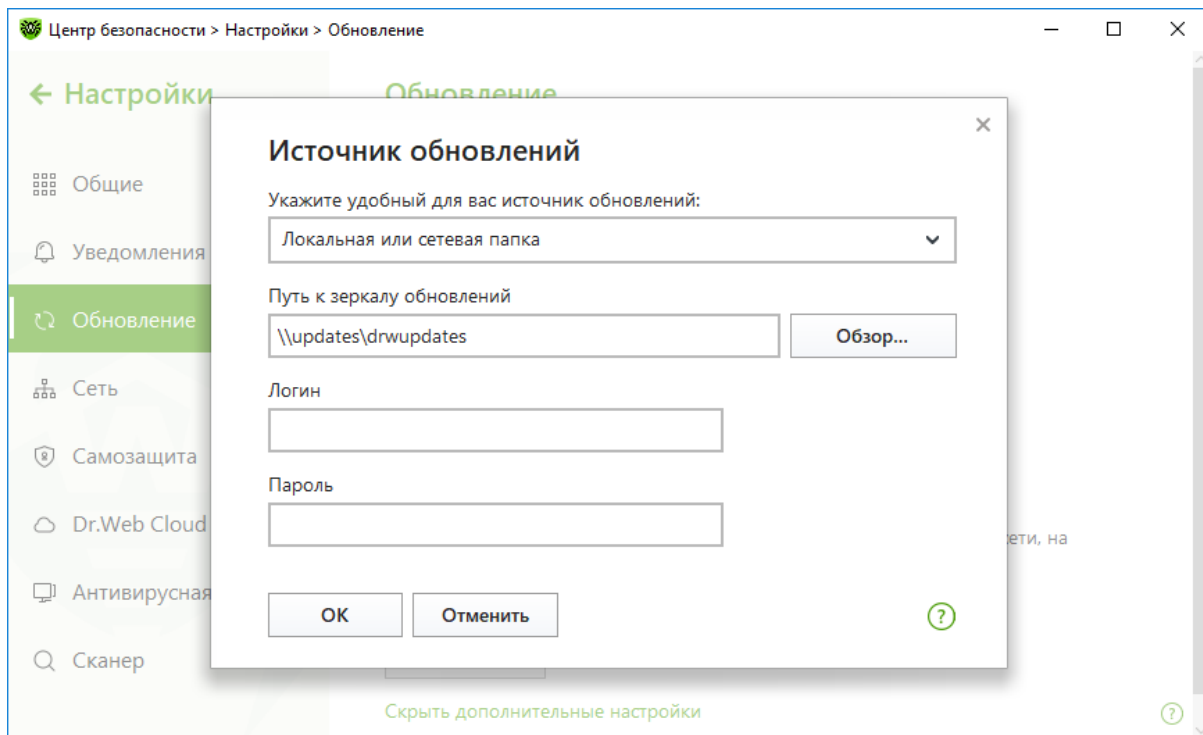 Центр безопасности > Настройки > Обновление
Настройки
Обновление
Общие
Уведомления
Обновление
Сеть
Самозащита
Dr.Web Cloud
Антивирусная
Сканер
Источник обновлений
Укажите удобный для вас источник обновлений:
Локальная или сетевая папка
Путь к зеркалу обновлений
\\updates\drwupdates
Обзор...
Логин
Пароль
OK
Отменить
?
сети, на
Скрыть дополнительные настройки
?